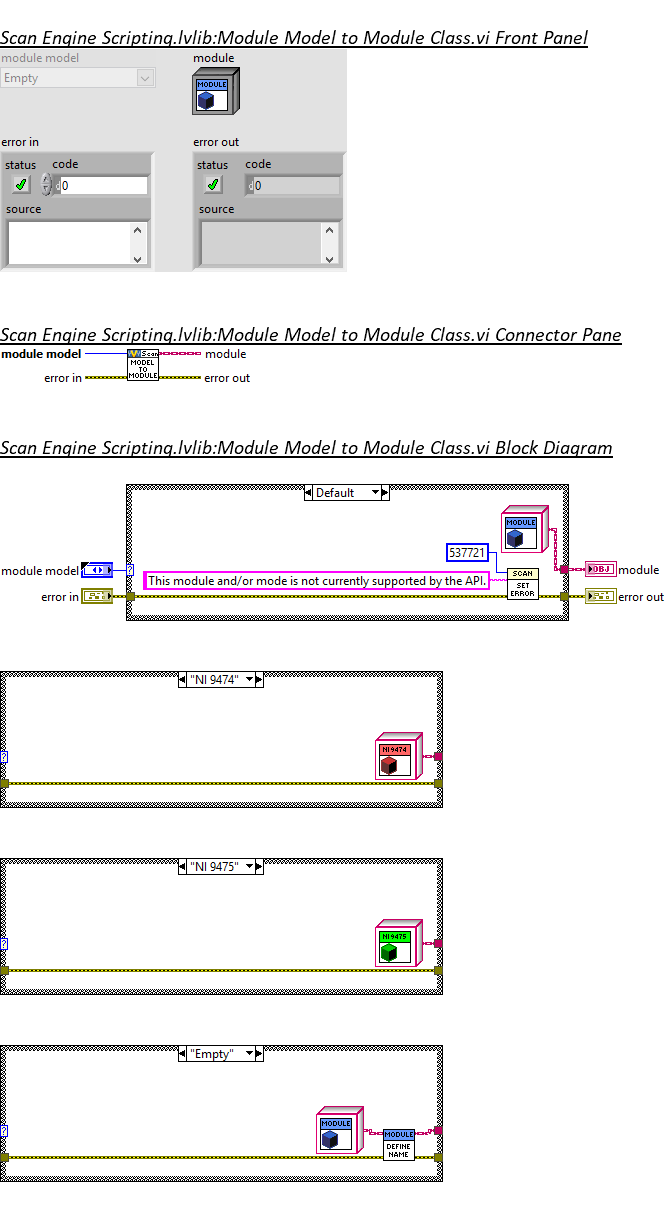 Scan Engine Scripting.lvlib:Module Model to Module Class.vi Front Panel
module model
module
Empty
MODULE
error in
error out
status
code
status
code
d 0
d 0
source
source
Scan Engine Scripting.lvlib:Module Model to Module Class.vi Connector Pane
module model
Scan
module
MODEL
TO
MODULE
error in
error out
Scan Engine Scripting.lvlib:Module Model to Module Class.vi Block Diagram
Default
MODULE
537721
module model
?
This module and/or mode is not currently supported by the API.
SCAN
SET
ERROR
OBJ
module
error in
error out
"NI 9474"
NI 9474
?
"NI 9475"
NI 9475
?
"Empty"
MODULE
?
MODULE
DEFINE
NAME